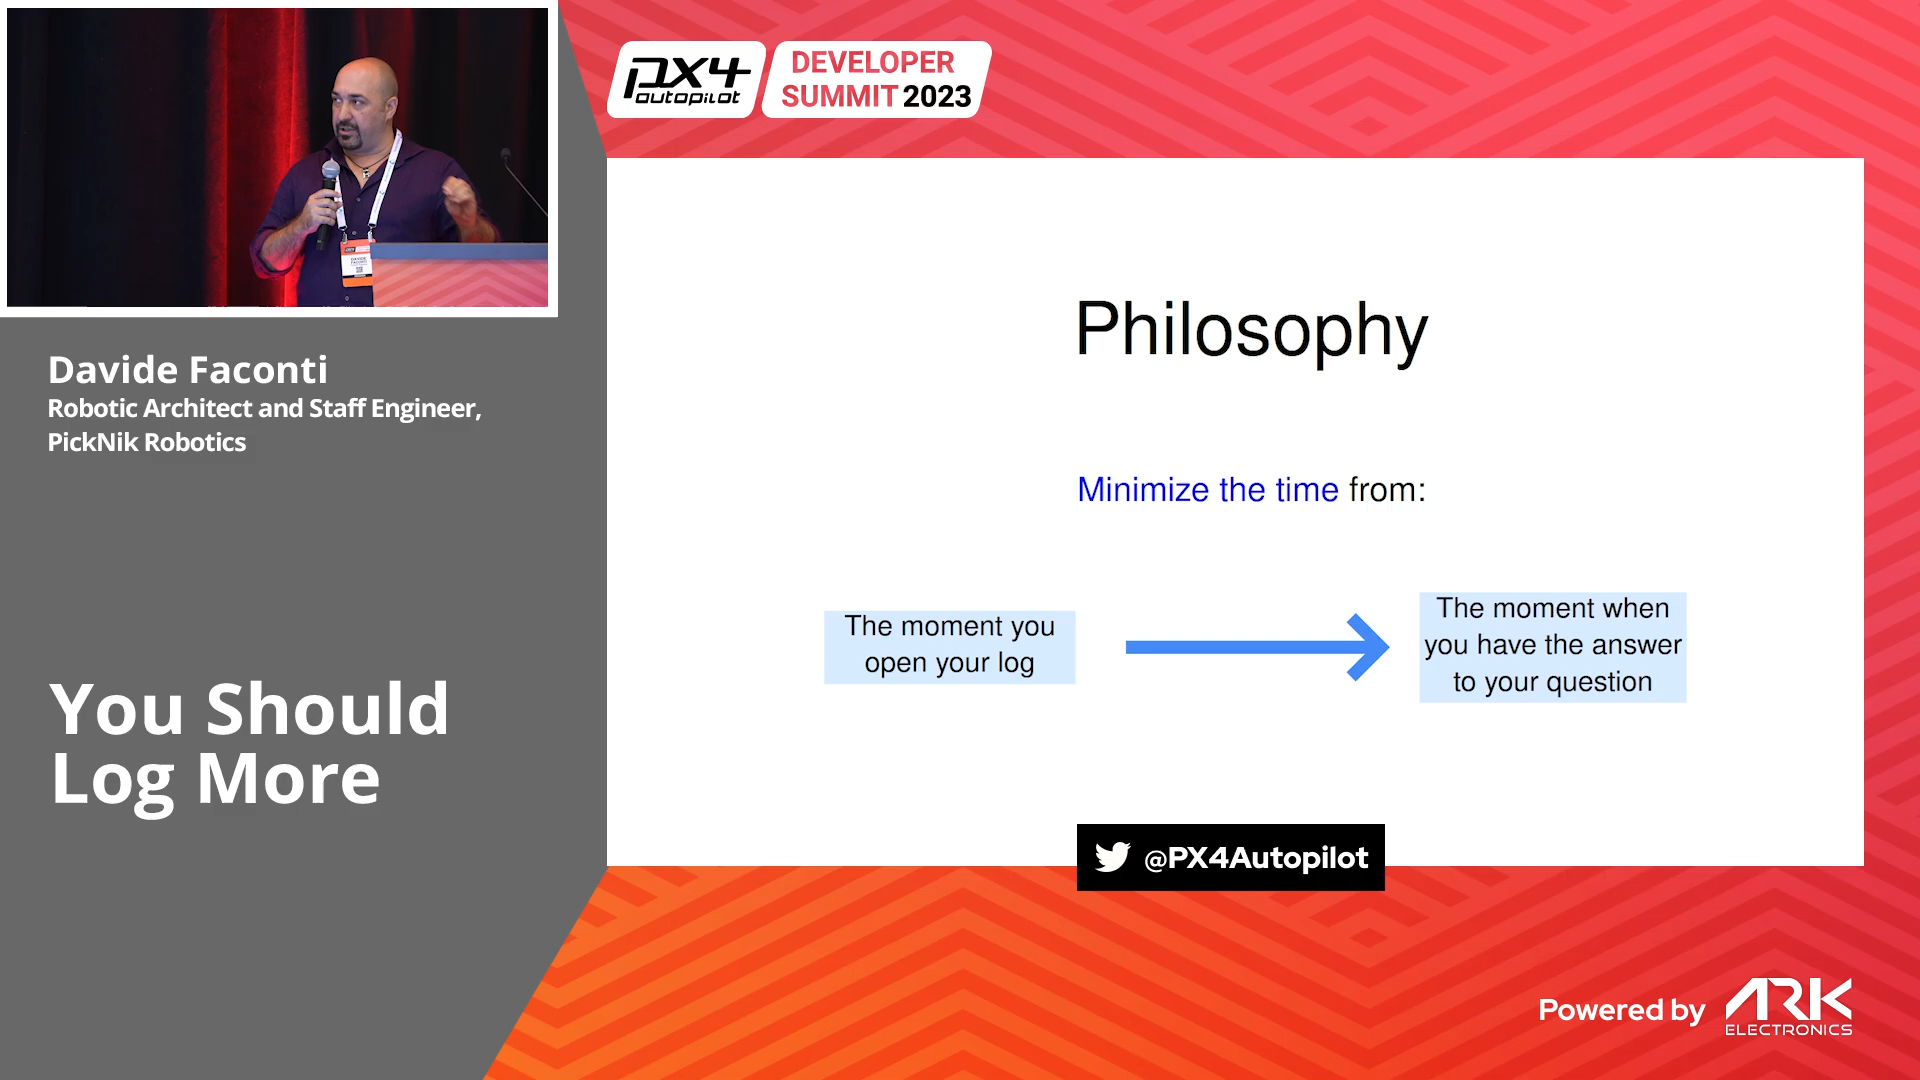 PX4
autopilot
DEVELOPER
SUMMIT 2023
DAVIDE
FACONTI
Davide Faconti
Robotic Architect and Staff Engineer,
PickNik Robotics
You Should
Log More
Philosophy
Minimize the time from:
The moment you
open your log
The moment when
you have the answer
to your question
@PX4Autopilot
Powered by
ARK
ELECTRONICS